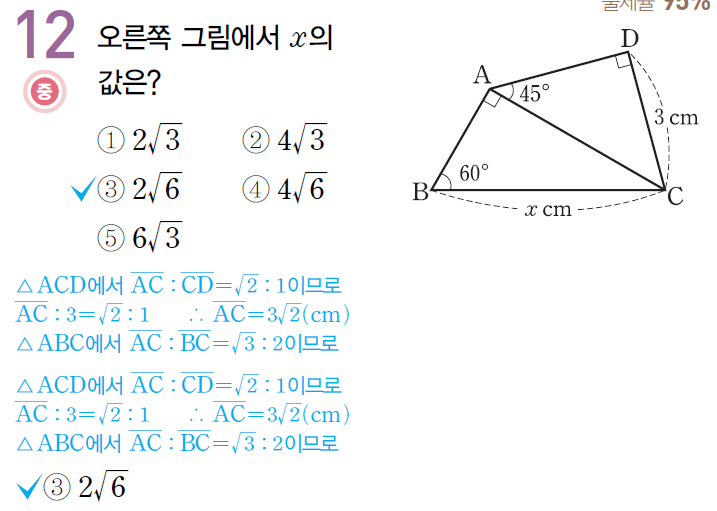 출제율 95%
12 오른쪽 그림에서 x의
중 값은?
① 2√3 ② 4√3
③ 2√6 ④ 4√6
⑤ 6√3
D
A
45°
3 cm
60°
B
C
x cm
△ACD에서 AC : CD=√2 : 1이므로
AC : 3=√2 : 1 ∴ AC=3√2(cm)
△ABC에서 AC : BC=√3 : 2이므로
△ACD에서 AC : CD=√2 : 1이므로
AC : 3=√2 : 1 ∴ AC=3√2(cm)
△ABC에서 AC : BC=√3 : 2이므로
③ 2√6